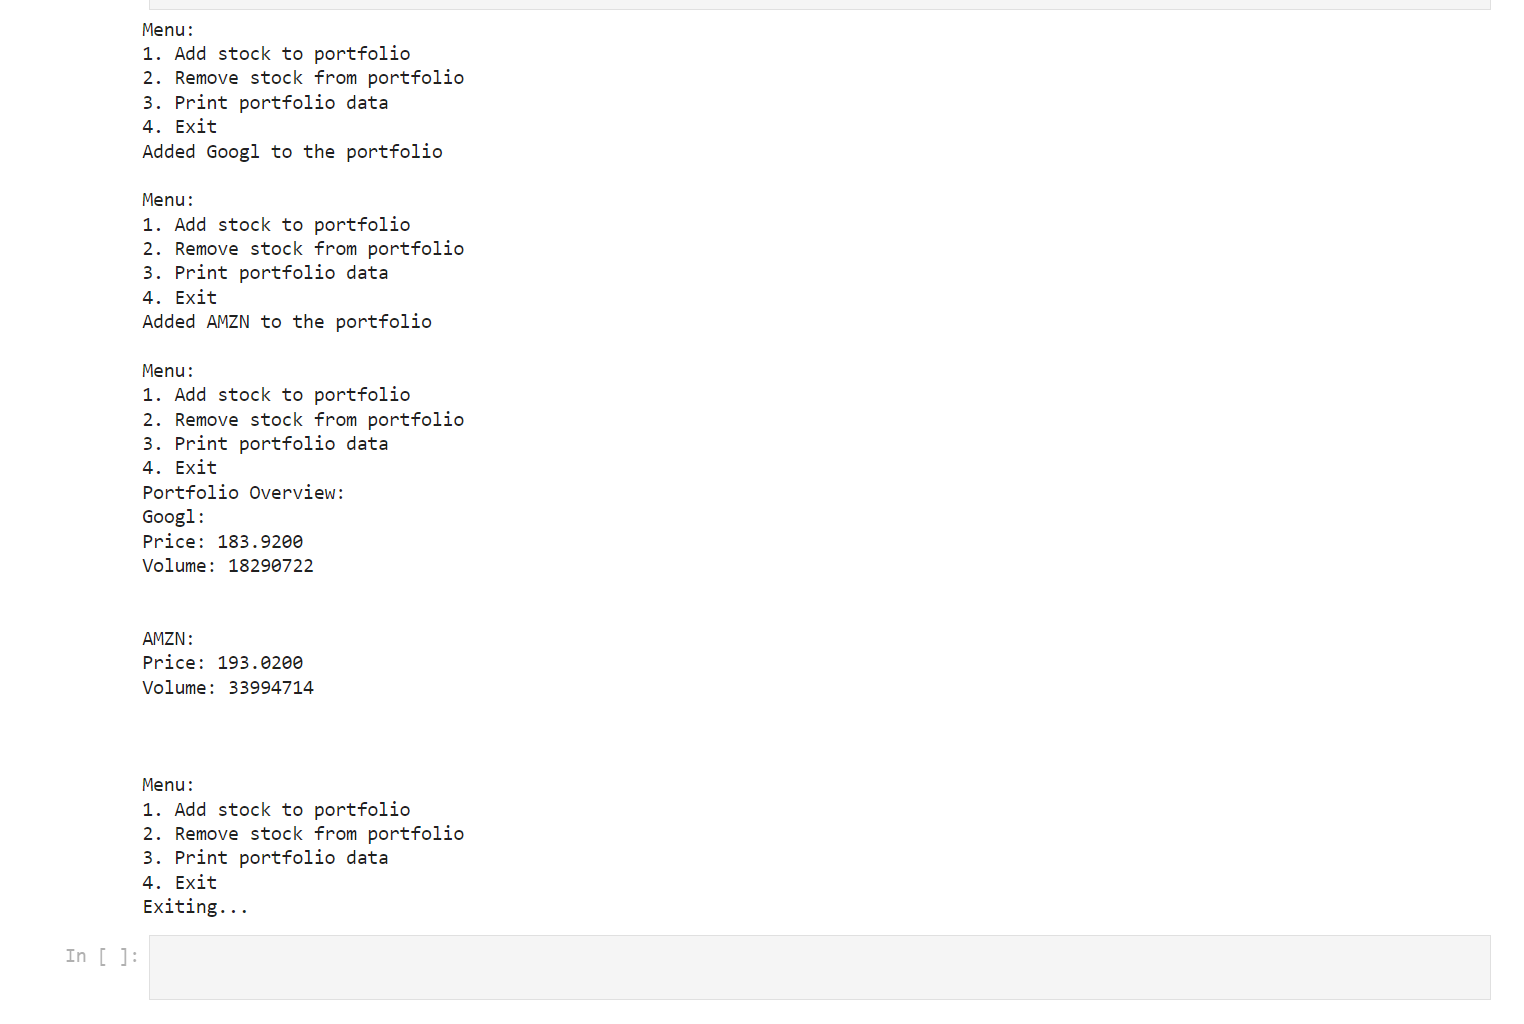 Menu:
1. Add stock to portfolio
2. Remove stock from portfolio
3. Print portfolio data
4. Exit
Added Googl to the portfolio
Menu:
1. Add stock to portfolio
2. Remove stock from portfolio
3. Print portfolio data
4. Exit
Added AMZN to the portfolio
Menu:
1. Add stock to portfolio
2. Remove stock from portfolio
3. Print portfolio data
4. Exit
Portfolio Overview:
Googl:
Price: 183.9200
Volume: 18290722
AMZN:
Price: 193.0200
Volume: 33994714
Menu:
1. Add stock to portfolio
2. Remove stock from portfolio
3. Print portfolio data
4. Exit
Exiting...
In [ ]: